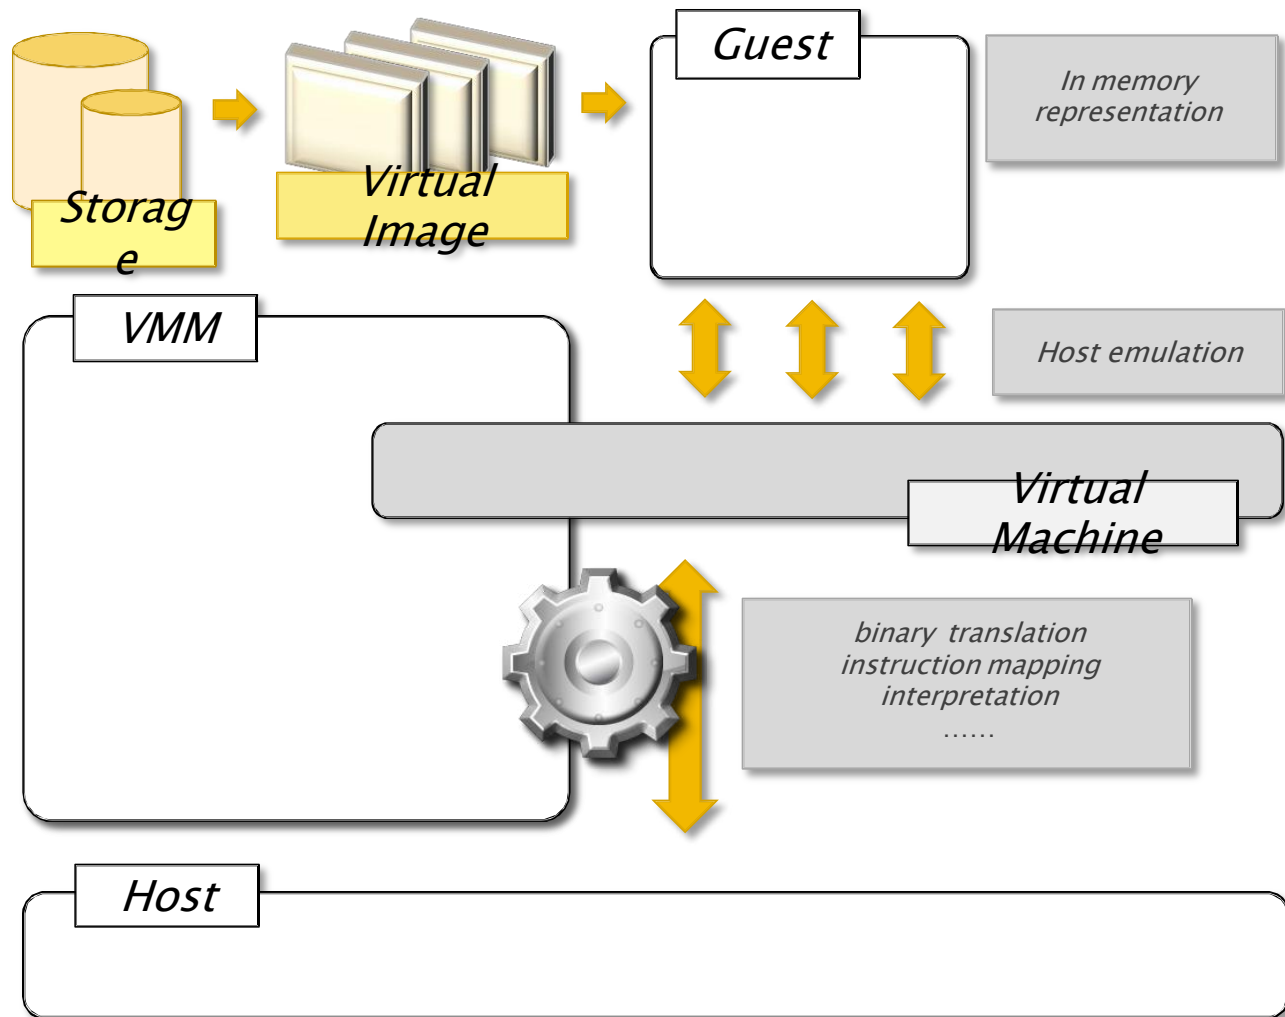 Guest
In memory
representation
Virtual
Image
Storag
e
VMM
Host emulation
Virtual
Machine
binary translation
instruction mapping
interpretation
......
Host